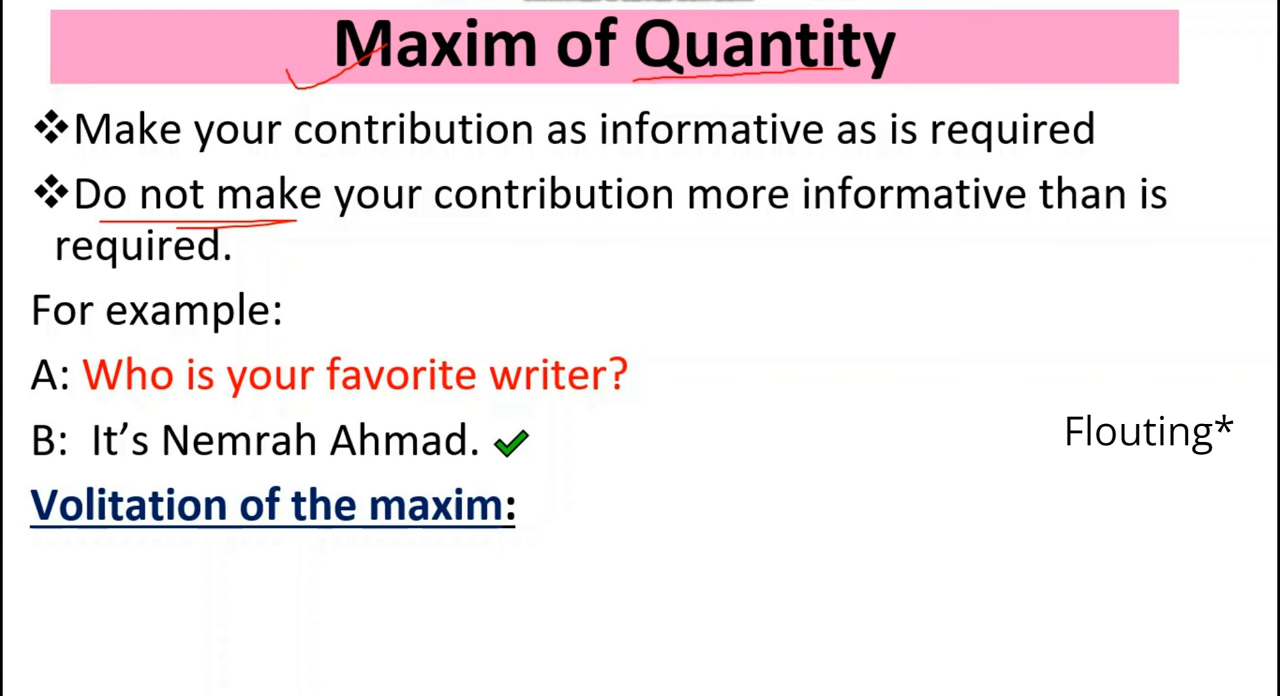 Maxim of Quantity
❖Make your contribution as informative as is required
❖Do not make your contribution more informative than is
required.
For example:
A: Who is your favorite writer?
B: It’s Nemrah Ahmad.
Flouting*
Volitation of the maxim: